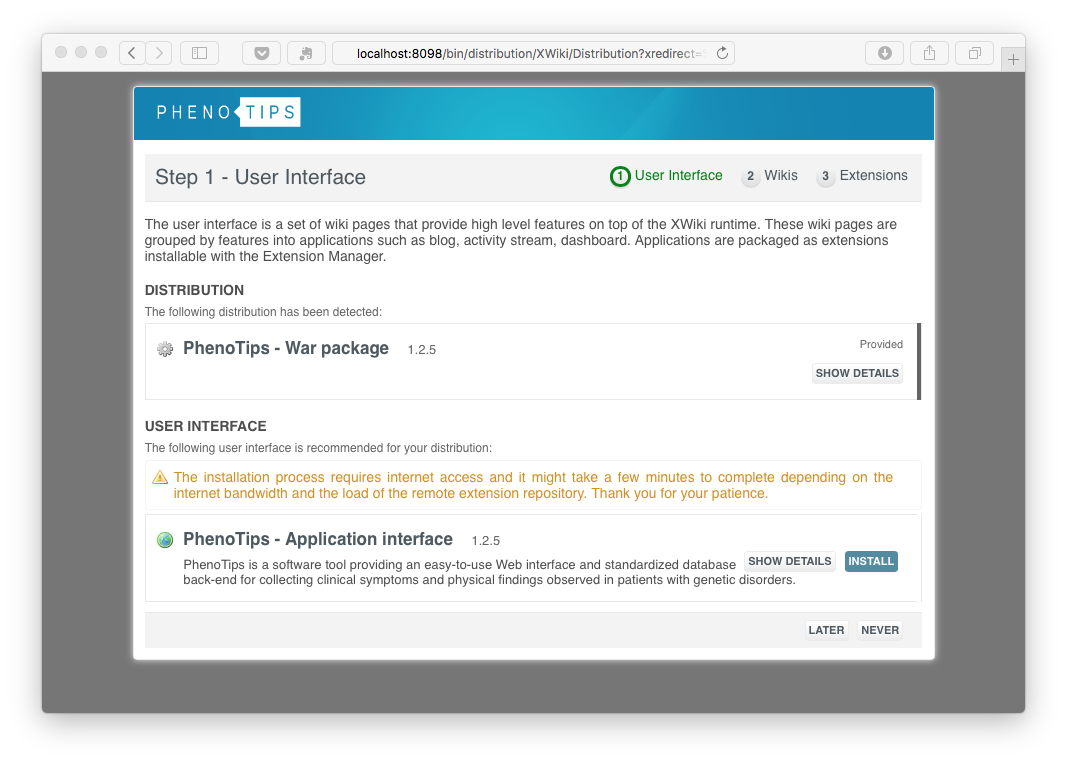 localhost:8098/bin/distribution/XWiki/Distribution?xredirect=
PHENOTIPS
Step 1 - User Interface
1 User Interface 2 Wikis 3 Extensions
The user interface is a set of wiki pages that provide high level features on top of the XWiki runtime. These wiki pages are
grouped by features into applications such as blog, activity stream, dashboard. Applications are packaged as extensions
installable with the Extension Manager.
DISTRIBUTION
The following distribution has been detected:
PhenoTips - War package 1.2.5
Provided
SHOW DETAILS
USER INTERFACE
The following user interface is recommended for your distribution:
The installation process requires internet access and it might take a few minutes to complete depending on the
internet bandwidth and the load of the remote extension repository. Thank you for your patience.
PhenoTips - Application interface 1.2.5
PhenoTips is a software tool providing an easy-to-use Web interface and standardized database
back-end for collecting clinical symptoms and physical findings observed in patients with genetic disorders.
SHOW DETAILS INSTALL
LATER NEVER